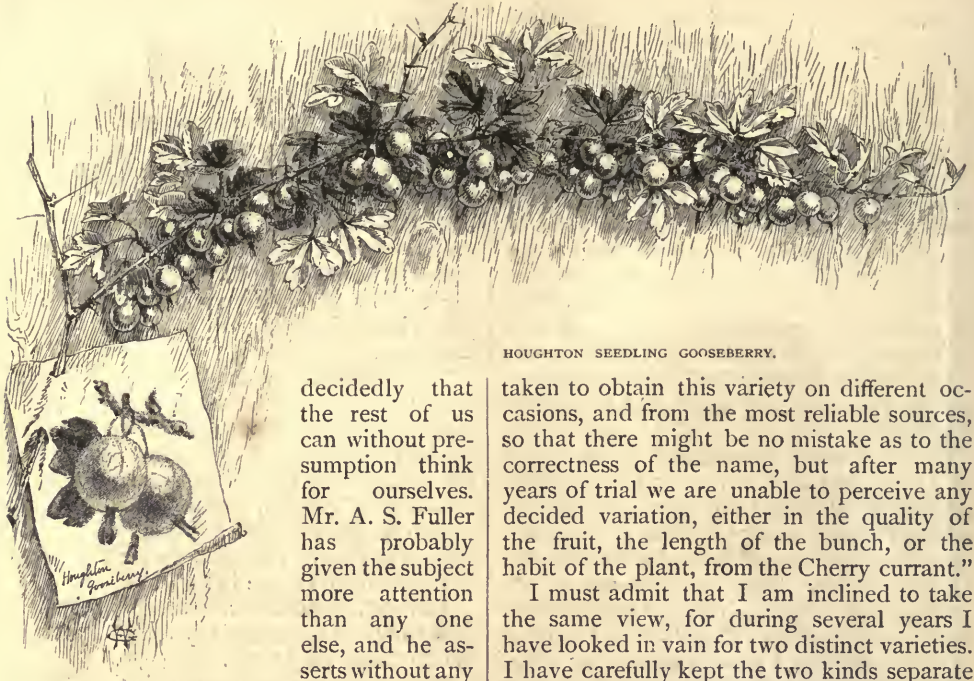 HOUGHTON SEEDLING GOOSEBERRY.
Houghton
Gooseberry.
decidedly that
the rest of us
can without pre-
sumption think
for ourselves.
Mr. A. S. Fuller
has probably
given the subject
more attention
than any one
else, and he as-
serts without any
taken to obtain this variety on different oc-
casions, and from the most reliable sources,
so that there might be no mistake as to the
correctness of the name, but after many
years of trial we are unable to perceive any
decided variation, either in the quality of
the fruit, the length of the bunch, or the
habit of the plant, from the Cherry currant.”
I must admit that I am inclined to take
the same view, for during several years I
have looked in vain for two distinct varieties.
I have carefully kept the two kinds separate